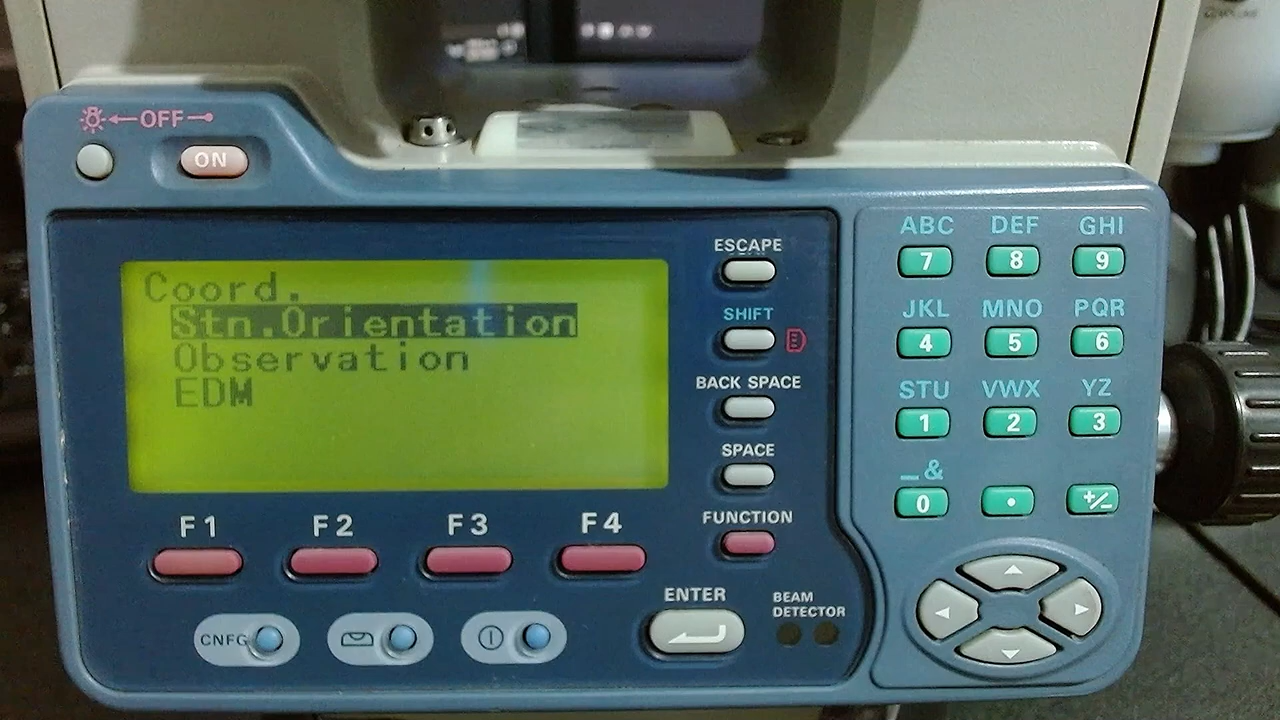 OFF
ON
Coord.
Stn.Orientation
Observation
EDM
ESCAPE
SHIFT
BACK SPACE
SPACE
FUNCTION
F1 F2 F3 F4
CNFG
ENTER
BEAM
DETECTOR
ABC DEF GHI
7 8 9
JKL MNO PQR
4 5 6
STU VWX YZ
1 2 3
_&
0 . +/-